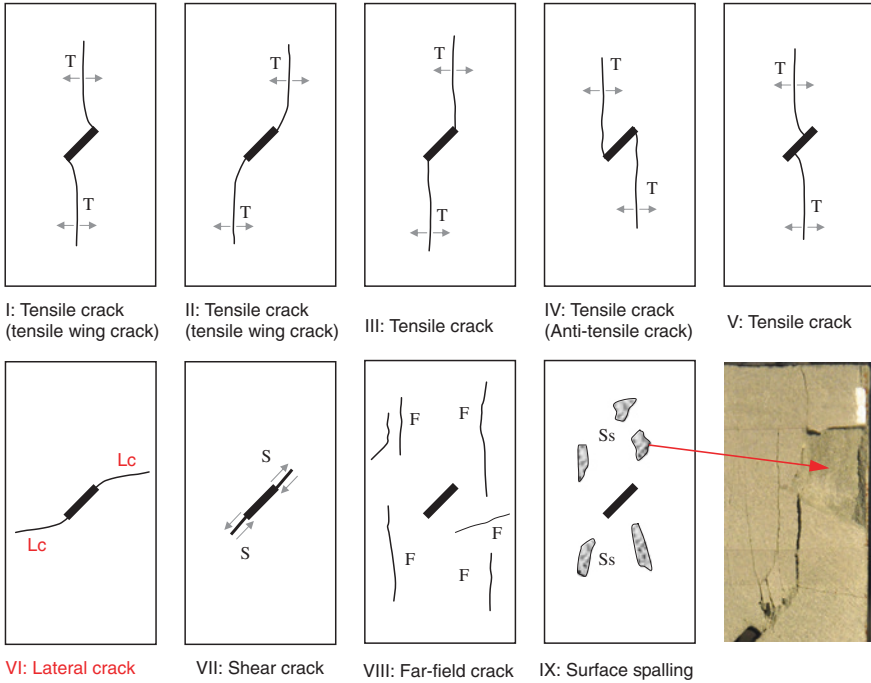 T
T
I: Tensile crack
(tensile wing crack)
T
T
II: Tensile crack
(tensile wing crack)
T
T
III: Tensile crack
T
T
IV: Tensile crack
(Anti-tensile crack)
T
T
V: Tensile crack
Lc
Lc
VI: Lateral crack
S
S
VII: Shear crack
F
F
F
F
F
VIII: Far-field crack
Ss
Ss
IX: Surface spalling